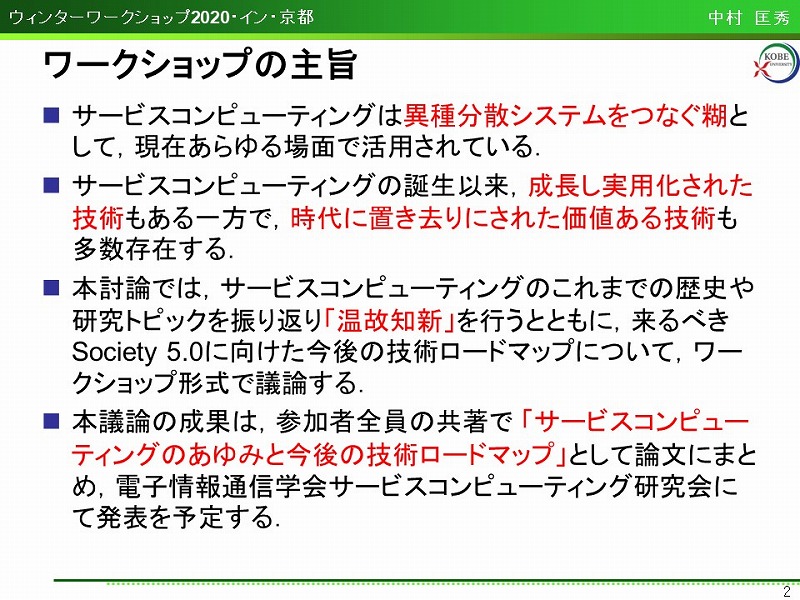 ウィンターワークショップ2020・イン・京都
中村 匡秀
ワークショップの主旨
KOBE
UNIVERSITY
サービスコンピューティングは異種分散システムをつなぐ糊と
して，現在あらゆる場面で活用されている．
サービスコンピューティングの誕生以来，成長し実用化された
技術もある一方で，時代に置き去りにされた価値ある技術も
多数存在する．
本討論では，サービスコンピューティングのこれまでの歴史や
研究トピックを振り返り「温故知新」を行うとともに，来るべき
Society 5.0に向けた今後の技術ロードマップについて，ワー
クショップ形式で議論する．
本議論の成果は，参加者全員の共著で「サービスコンピュー
ティングのあゆみと今後の技術ロードマップ」として論文にまと
め，電子情報通信学会サービスコンピューティング研究会に
て発表を予定する．
2